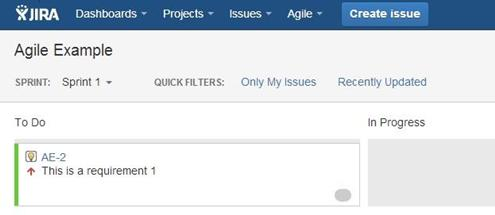 JIRA Dashboards Projects Issues Agile Create issue
Agile Example
SPRINT: Sprint 1 QUICK FILTERS: Only My Issues Recently Updated
To Do In Progress
AE-2
This is a requirement 1